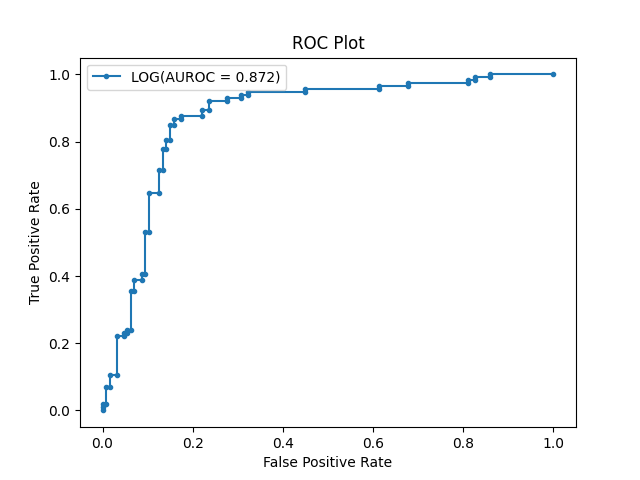 ROC Plot
LOG(AUROC = 0.872)
True Positive Rate
1.0
0.8
0.6
0.4
0.2
0.0
0.0 0.2 0.4 0.6 0.8 1.0
False Positive Rate